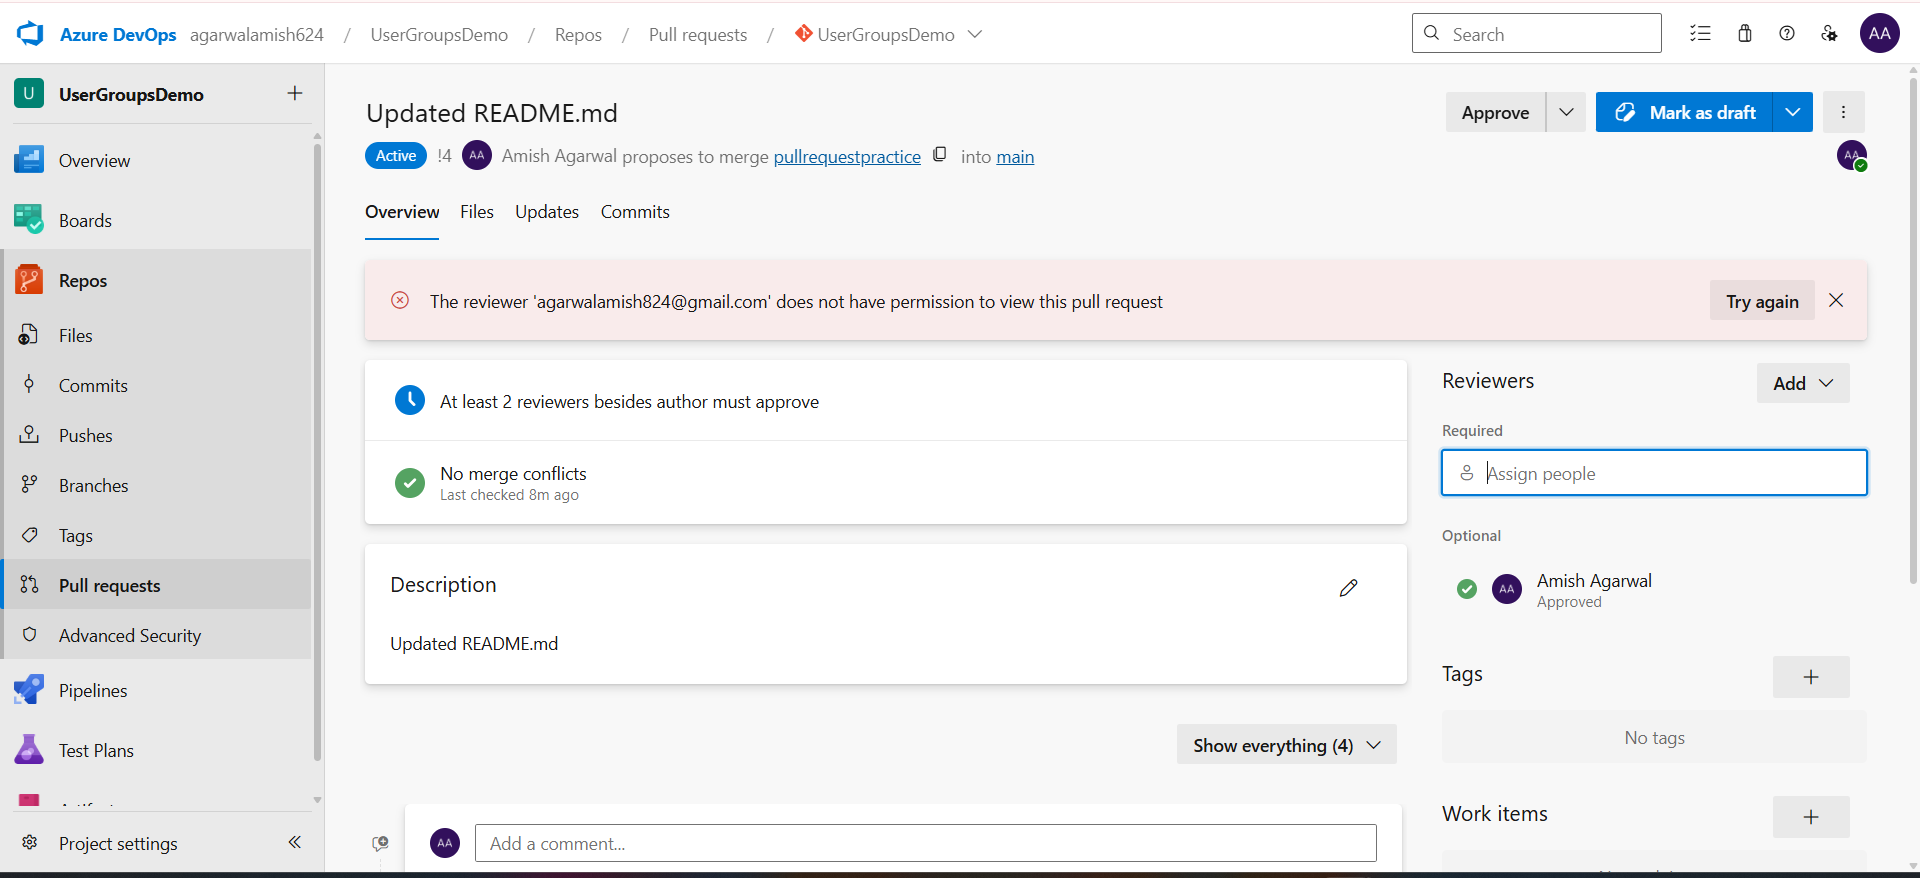 Azure DevOps agarwalamish624 / UserGroupsDemo / Repos / Pull requests / UserGroupsDemo
Search
AA
U UserGroupsDemo
Overview
Boards
Repos
Files
Commits
Pushes
Branches
Tags
Pull requests
Advanced Security
Pipelines
Test Plans
Project settings
Updated README.md
Approve
Mark as draft
Active !4 AA Amish Agarwal proposes to merge pullrequestpractice into main
AA
Overview Files Updates Commits
The reviewer 'agarwalamish824@gmail.com' does not have permission to view this pull request
Try again
At least 2 reviewers besides author must approve
No merge conflicts
Last checked 8m ago
Description
Updated README.md
Show everything (4)
AA Add a comment...
Reviewers
Add
Required
Assign people
Optional
AA Amish Agarwal
Approved
Tags
No tags
Work items